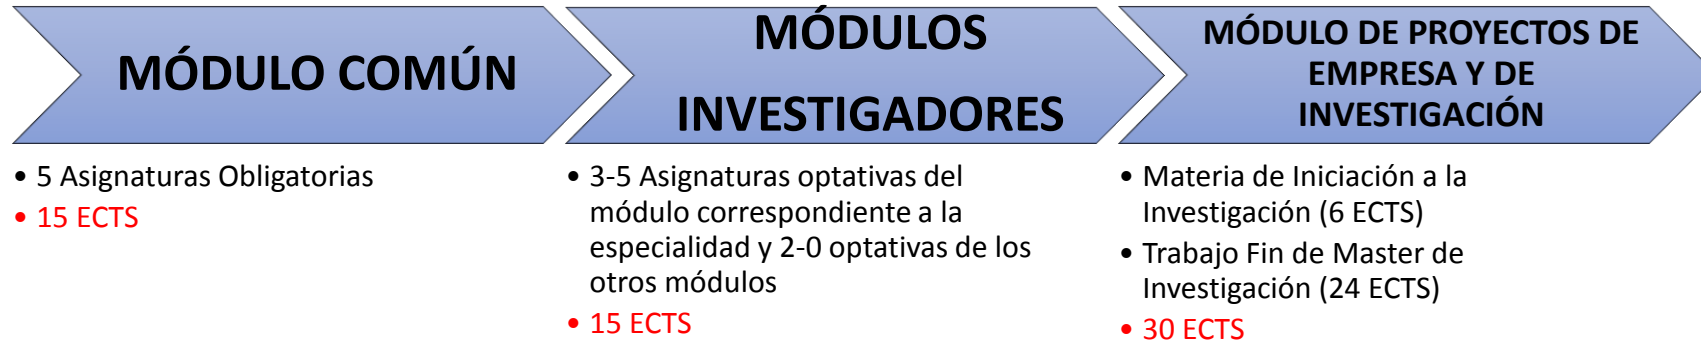 MÓDULO COMÚN
• 5 Asignaturas Obligatorias
• 15 ECTS
MÓDULOS
INVESTIGADORES
• 3-5 Asignaturas optativas del
módulo correspondiente a la
especialidad y 2-0 optativas de los
otros módulos
• 15 ECTS
MÓDULO DE PROYECTOS DE
EMPRESA Y DE
INVESTIGACIÓN
• Materia de Iniciación a la
Investigación (6 ECTS)
• Trabajo Fin de Master de
Investigación (24 ECTS)
• 30 ECTS